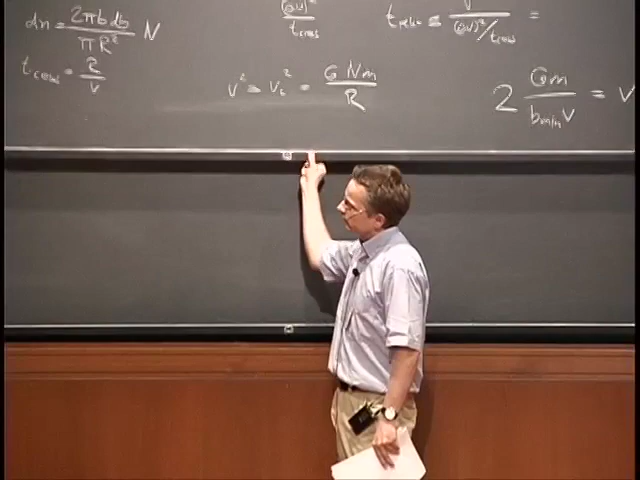 dn = 2πb db / πR² N
t_cross = R / v
(δv)² / t_cross
v² = v_c² = G N m / R
t_relax = v / (δv)²/t_cross =
2 Gm / b_min v = v